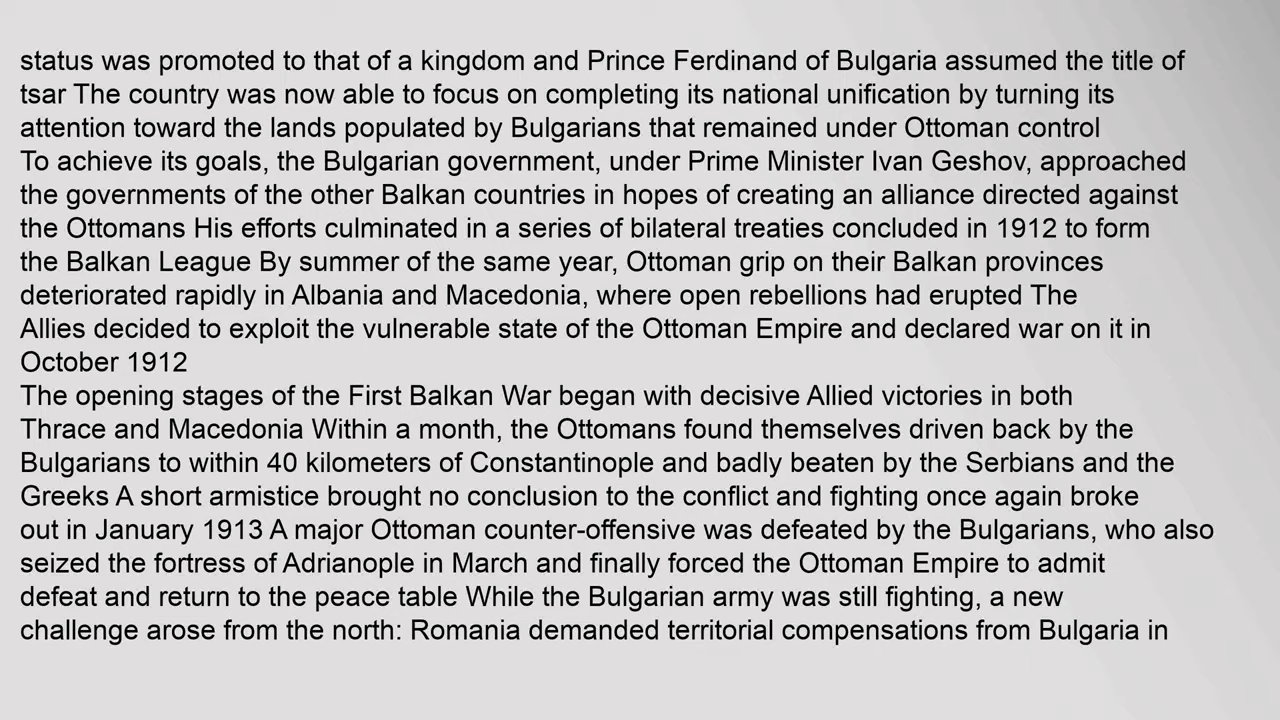 status was promoted to that of a kingdom and Prince Ferdinand of Bulgaria assumed the title of
tsar The country was now able to focus on completing its national unification by turning its
attention toward the lands populated by Bulgarians that remained under Ottoman control
To achieve its goals, the Bulgarian government, under Prime Minister Ivan Geshov, approached
the governments of the other Balkan countries in hopes of creating an alliance directed against
the Ottomans His efforts culminated in a series of bilateral treaties concluded in 1912 to form
the Balkan League By summer of the same year, Ottoman grip on their Balkan provinces
deteriorated rapidly in Albania and Macedonia, where open rebellions had erupted The
Allies decided to exploit the vulnerable state of the Ottoman Empire and declared war on it in
October 1912
The opening stages of the First Balkan War began with decisive Allied victories in both
Thrace and Macedonia Within a month, the Ottomans found themselves driven back by the
Bulgarians to within 40 kilometers of Constantinople and badly beaten by the Serbians and the
Greeks A short armistice brought no conclusion to the conflict and fighting once again broke
out in January 1913 A major Ottoman counter-offensive was defeated by the Bulgarians, who also
seized the fortress of Adrianople in March and finally forced the Ottoman Empire to admit
defeat and return to the peace table While the Bulgarian army was still fighting, a new
challenge arose from the north: Romania demanded territorial compensations from Bulgaria in